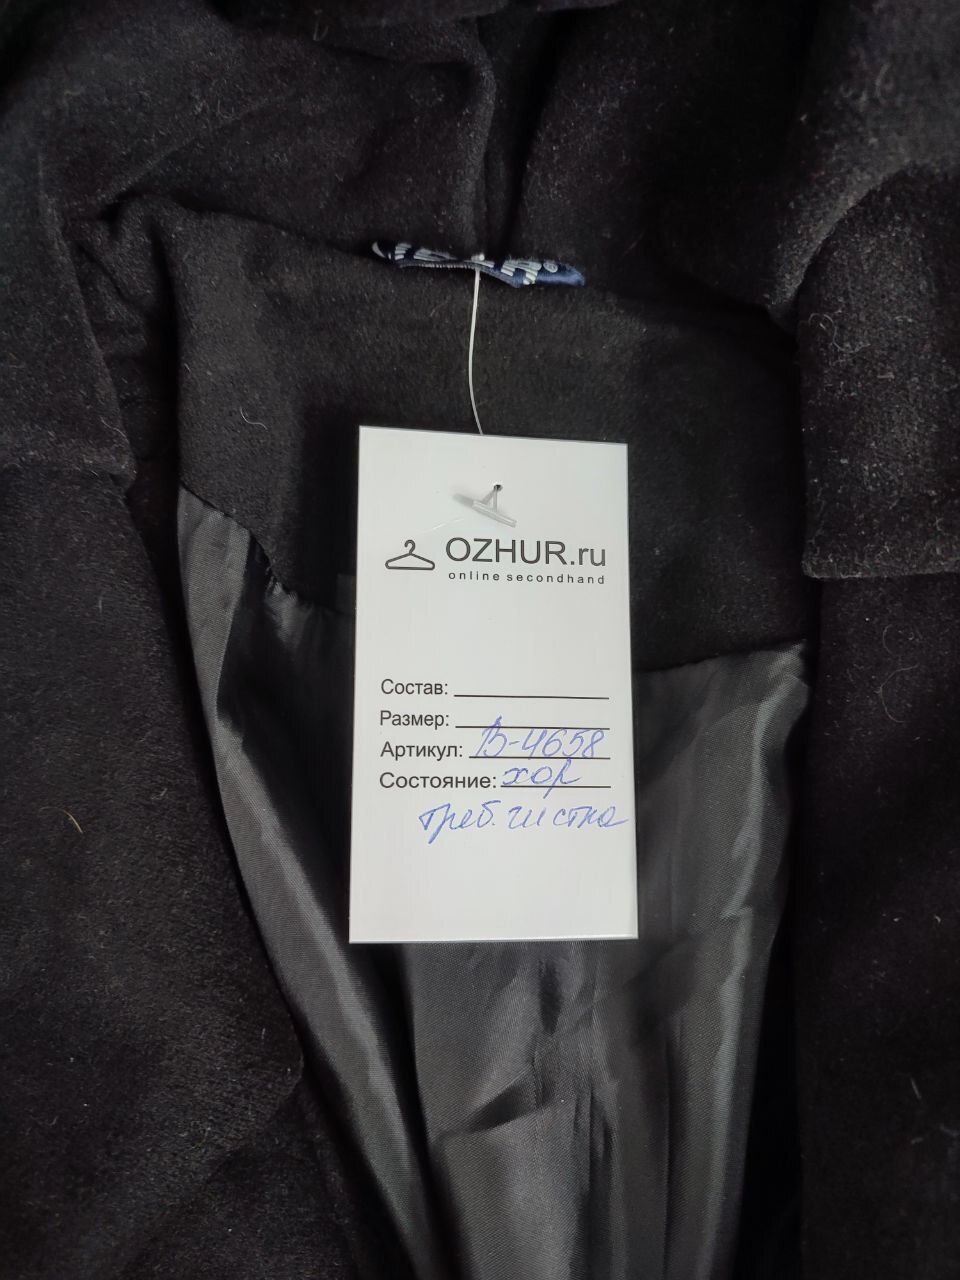 OZHUR.ru
online secondhand
Состав:
Размер:
Артикул: В-4658
Состояние: хор
треб. чистка